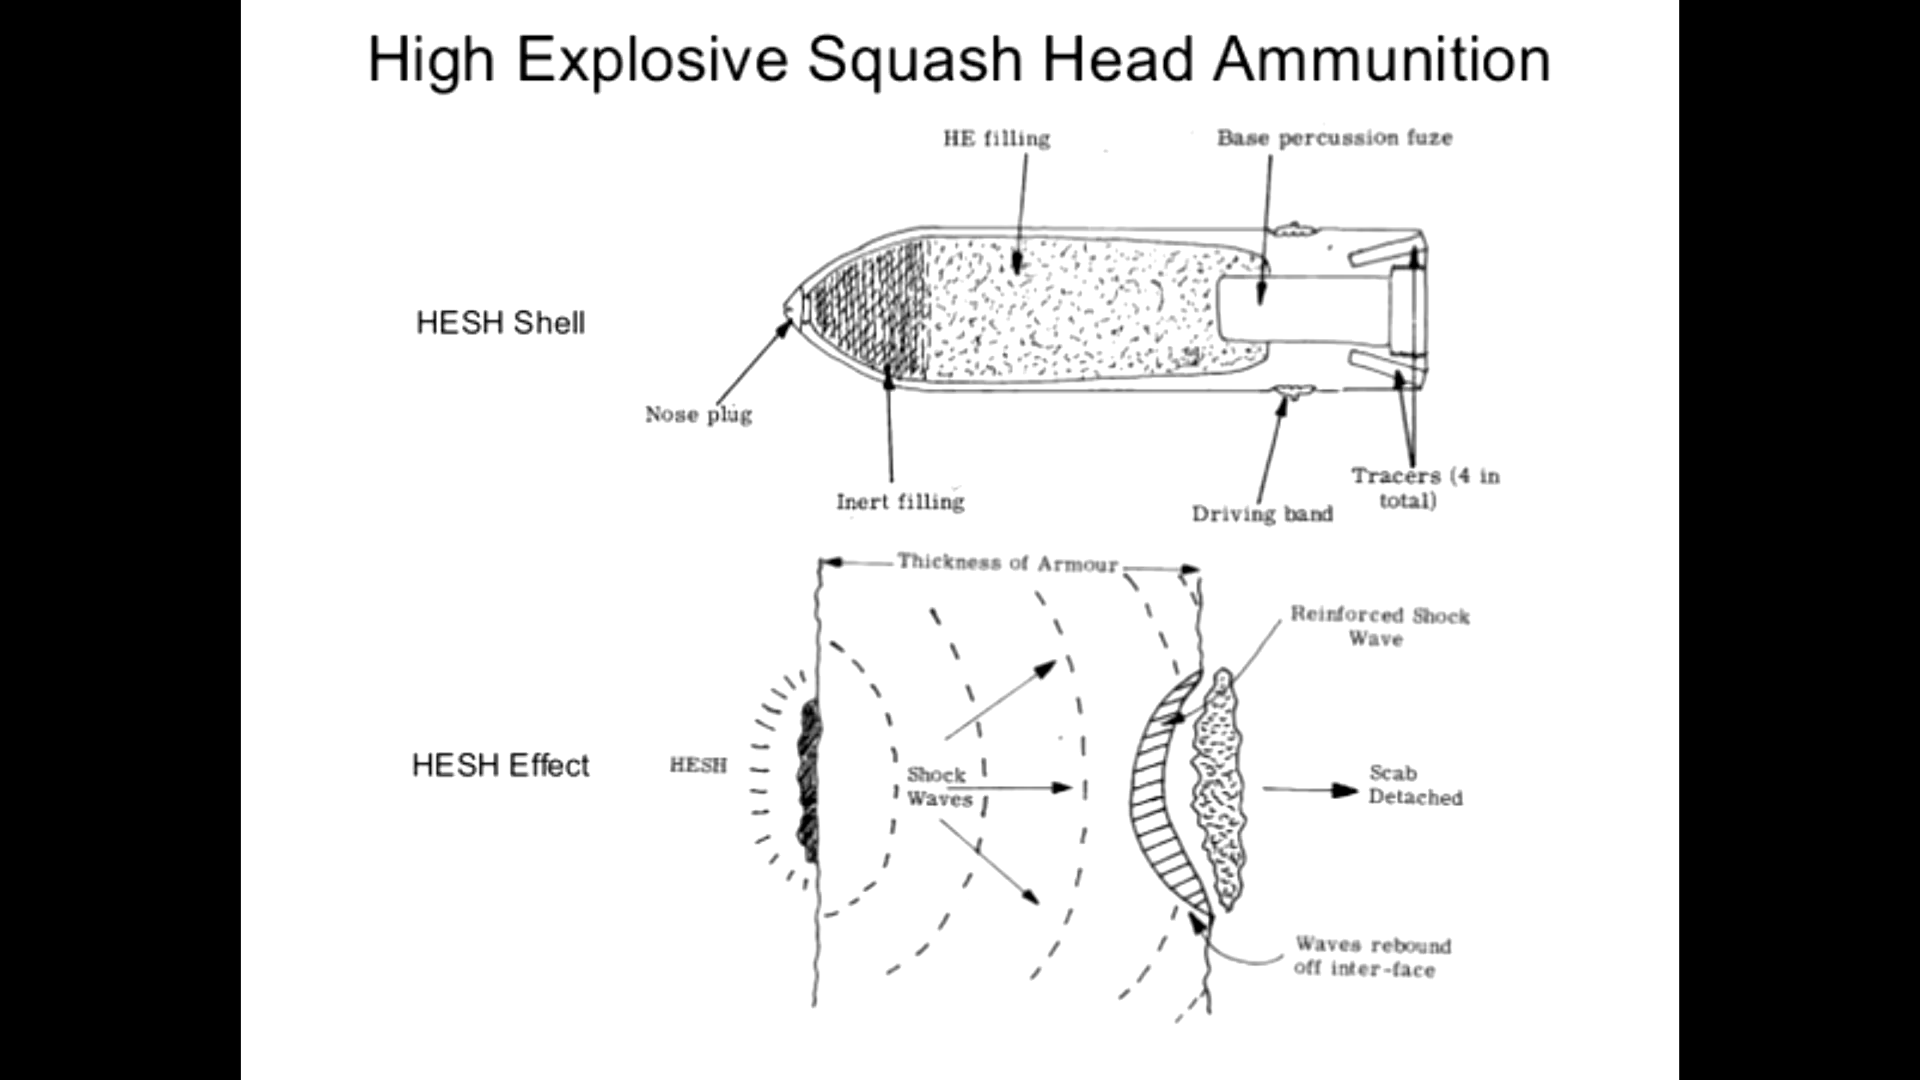 High Explosive Squash Head Ammunition
HE filling
Base percussion fuze
HESH Shell
Nose plug
Inert filling
Driving band
Tracers (4 in
total)
Thickness of Armour
Reinforced Shock
Wave
HESH Effect
HESH
Shock
Waves
Scab
Detached
Waves rebound
off inter-face